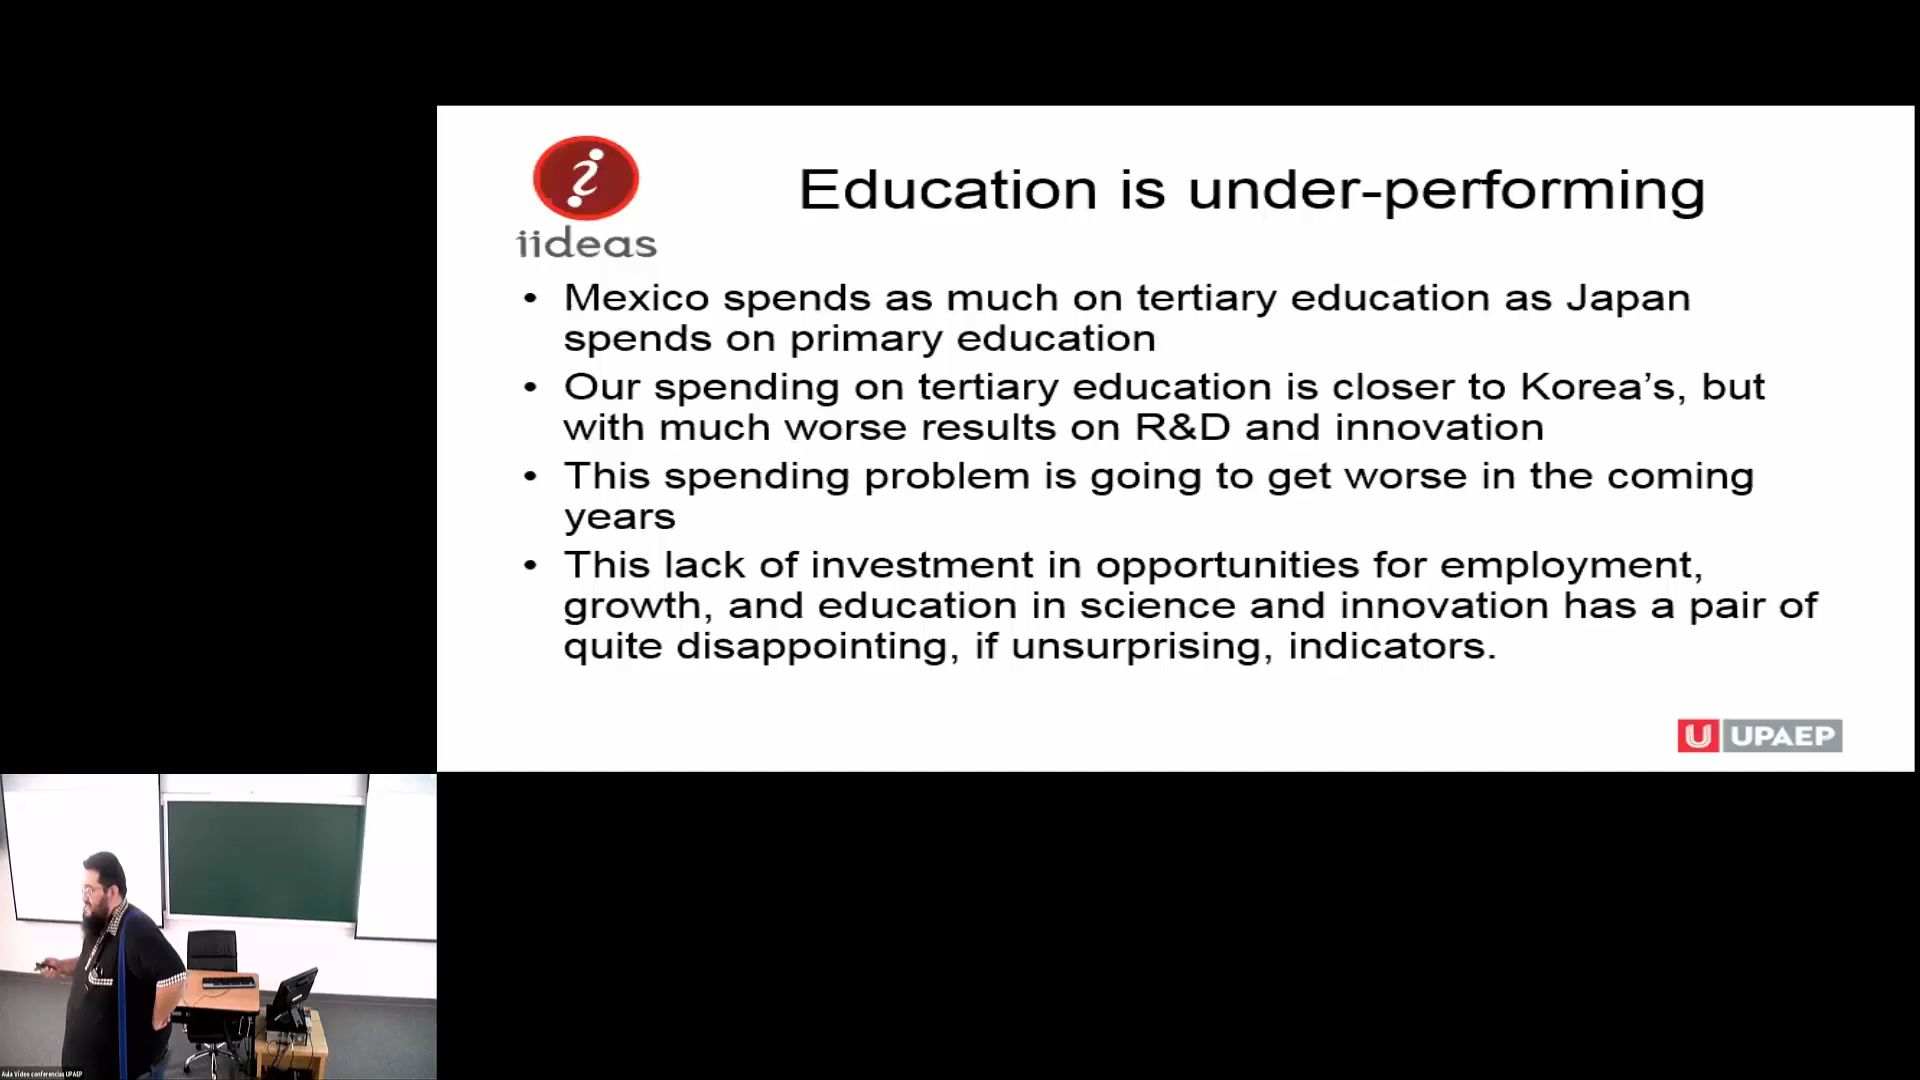 iideas
Education is under-performing
• Mexico spends as much on tertiary education as Japan
spends on primary education
• Our spending on tertiary education is closer to Korea’s, but
with much worse results on R&D and innovation
• This spending problem is going to get worse in the coming
years
• This lack of investment in opportunities for employment,
growth, and education in science and innovation has a pair of
quite disappointing, if unsurprising, indicators.
U UPAEP
Aula Video conferencias UPAEP